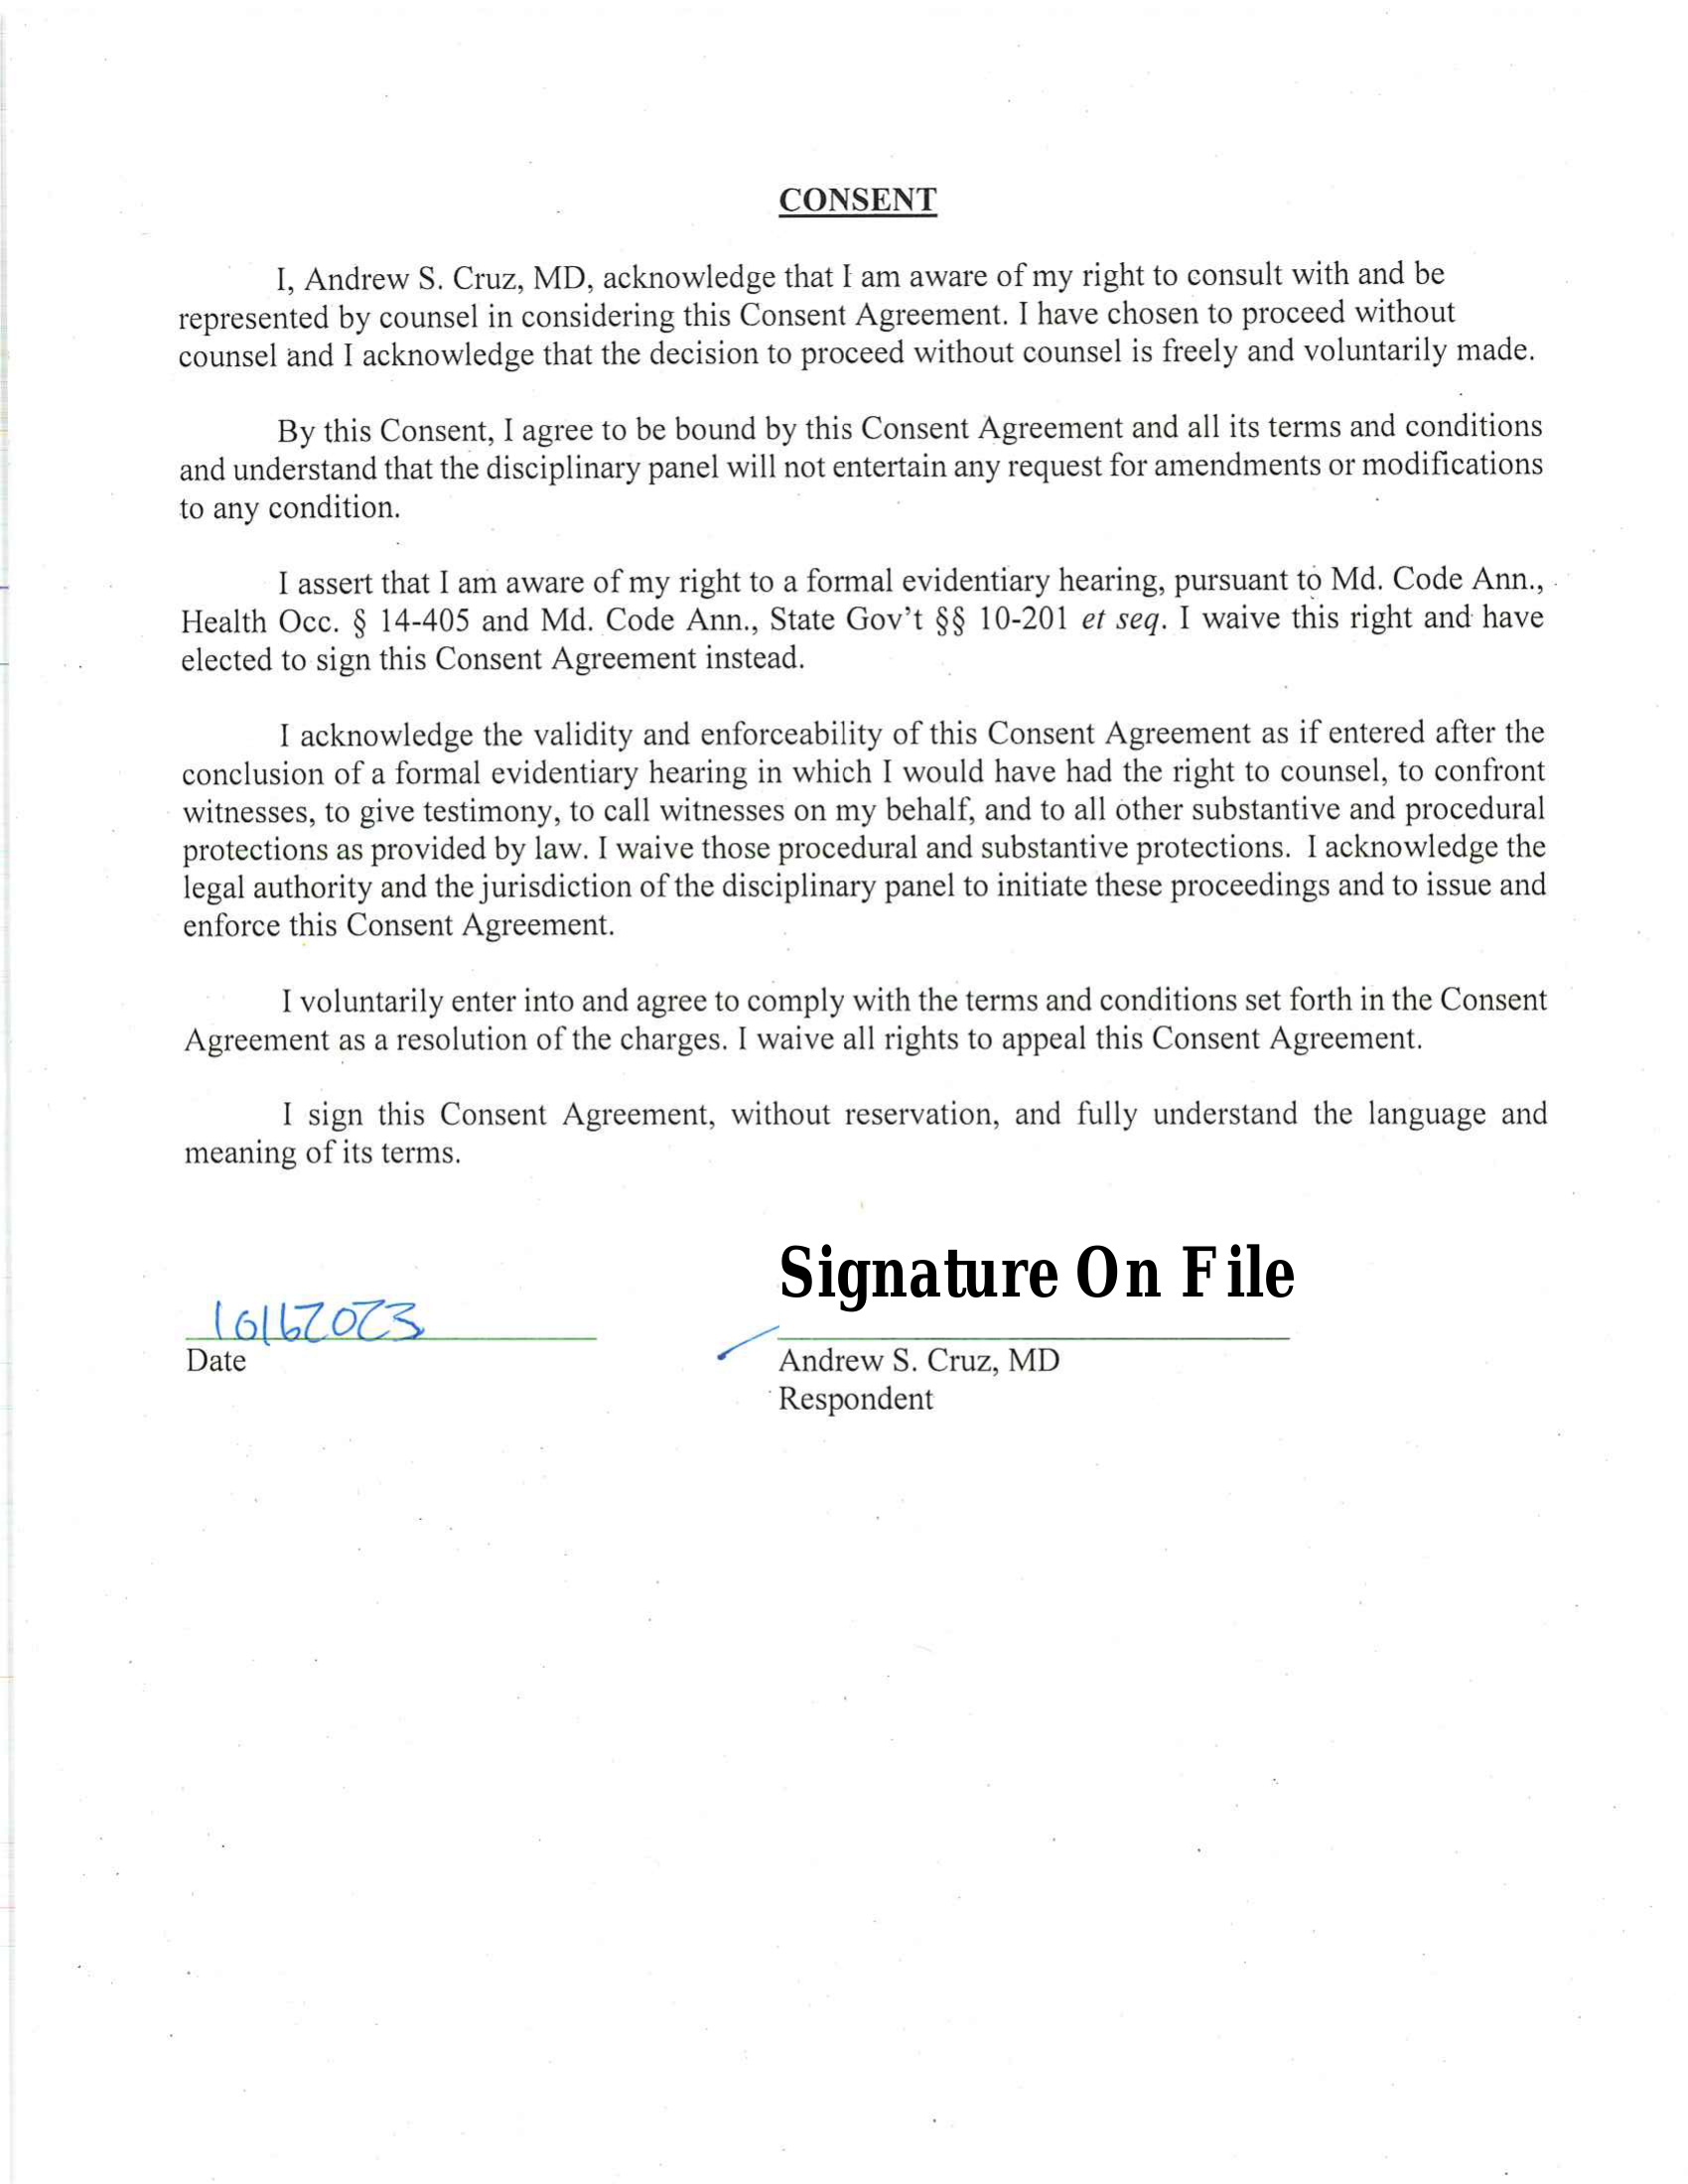 CONSENT
I, Andrew S. Cruz, MD, acknowledge that I am aware of my right to consult with and be
represented by counsel in considering this Consent Agreement. I have chosen to proceed without
counsel and I acknowledge that the decision to proceed without counsel is freely and voluntarily made.
By this Consent, I agree to be bound by this Consent Agreement and all its terms and conditions
and understand that the disciplinary panel will not entertain any request for amendments or modifications
to any condition.
I assert that I am aware of my right to a formal evidentiary hearing, pursuant to Md. Code Ann.,
Health Occ. § 14-405 and Md. Code Ann., State Gov't §§ 10-201 et seq. I waive this right and have
elected to sign this Consent Agreement instead.
I acknowledge the validity and enforceability of this Consent Agreement as if entered after the
conclusion of a formal evidentiary hearing in which I would have had the right to counsel, to confront
witnesses, to give testimony, to call witnesses on my behalf, and to all other substantive and procedural
protections as provided by law. I waive those procedural and substantive protections. I acknowledge the
legal authority and the jurisdiction of the disciplinary panel to initiate these proceedings and to issue and
enforce this Consent Agreement.
I voluntarily enter into and agree to comply with the terms and conditions set forth in the Consent
Agreement as a resolution of the charges. I waive all rights to appeal this Consent Agreement.
I sign this Consent Agreement, without reservation, and fully understand the language and
meaning of its terms.
Signature On File
Date
Andrew S. Cruz, MD
Respondent